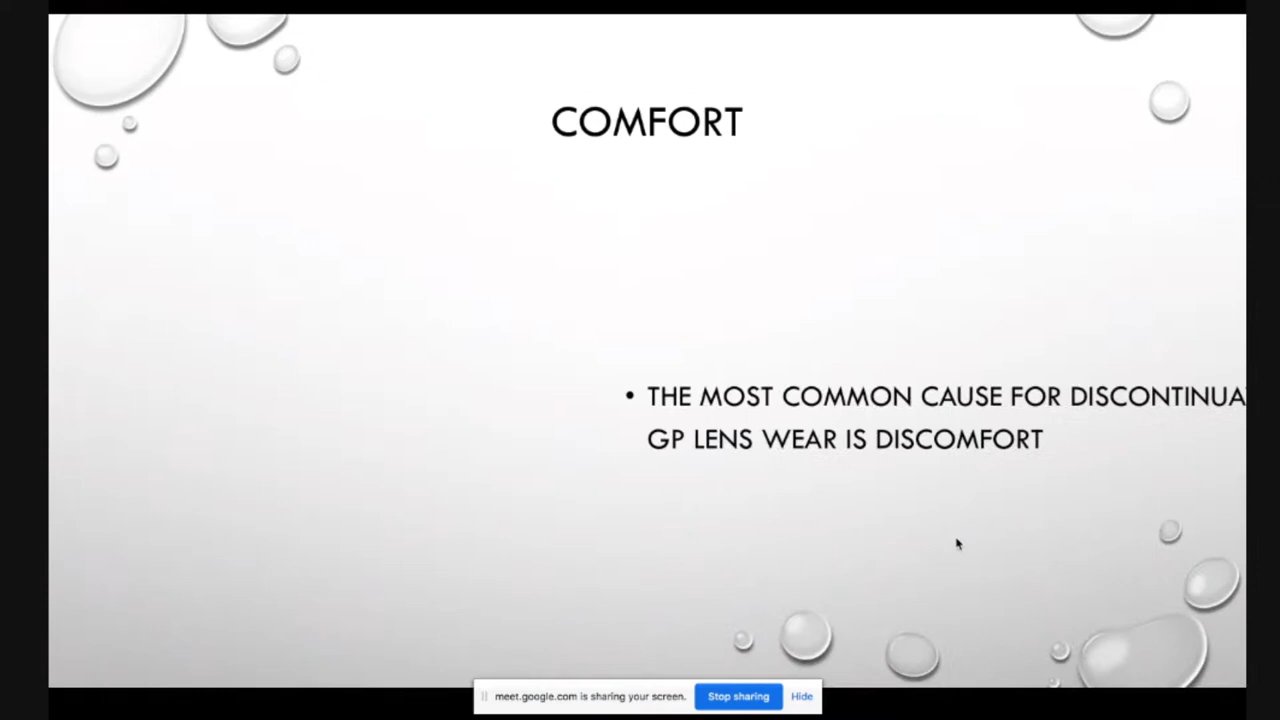 COMFORT
• THE MOST COMMON CAUSE FOR DISCONTINUA
GP LENS WEAR IS DISCOMFORT
meet.google.com is sharing your screen. Stop sharing Hide